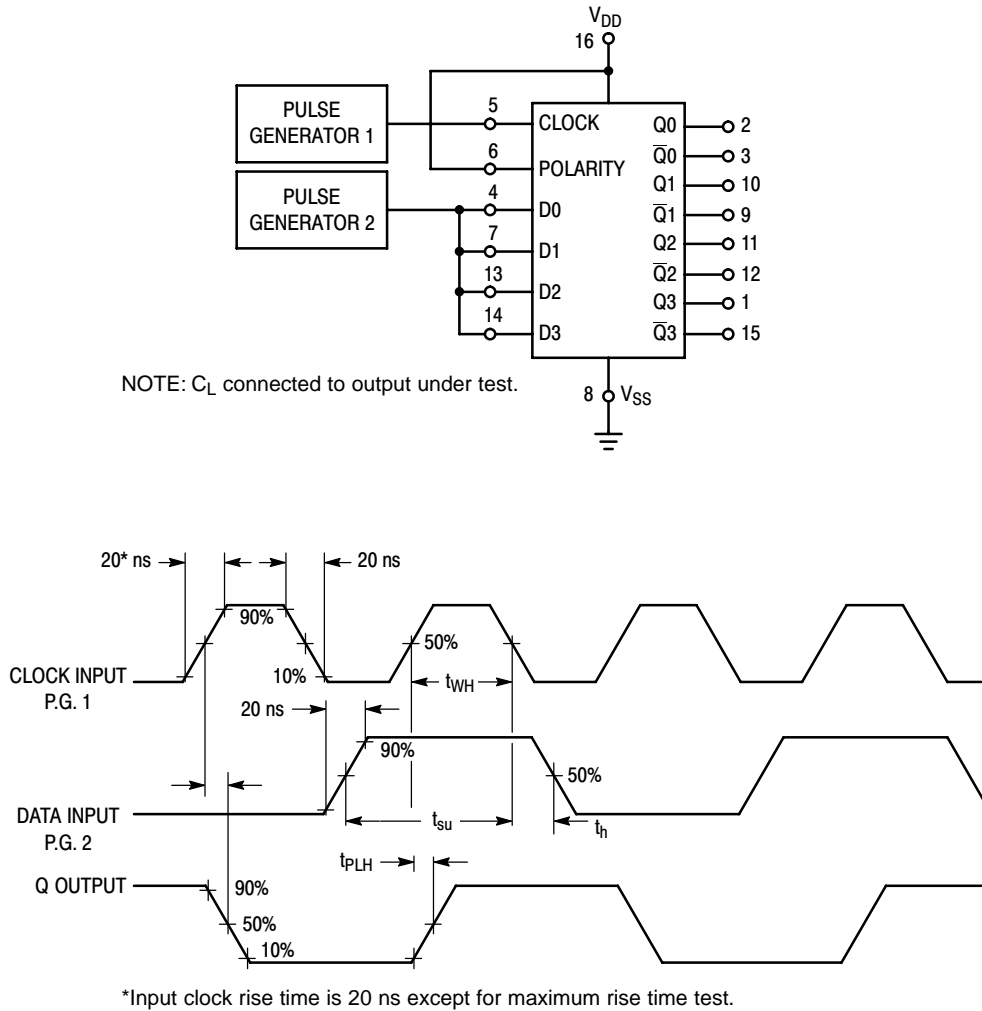 V_DD
16
PULSE
GENERATOR 1
5
CLOCK
Q0
2
6
POLARITY
Q̅0
3
PULSE
GENERATOR 2
4
D0
Q1
10
7
D1
Q̅1
9
Q2
11
13
D2
Q̅2
12
14
Q3
1
D3
Q̅3
15
NOTE: C_L connected to output under test.
8
V_SS
20* ns
20 ns
90%
50%
10%
CLOCK INPUT
P.G. 1
t_WH
20 ns
90%
50%
DATA INPUT
P.G. 2
t_su
t_h
t_PLH
Q OUTPUT
90%
50%
10%
*Input clock rise time is 20 ns except for maximum rise time test.